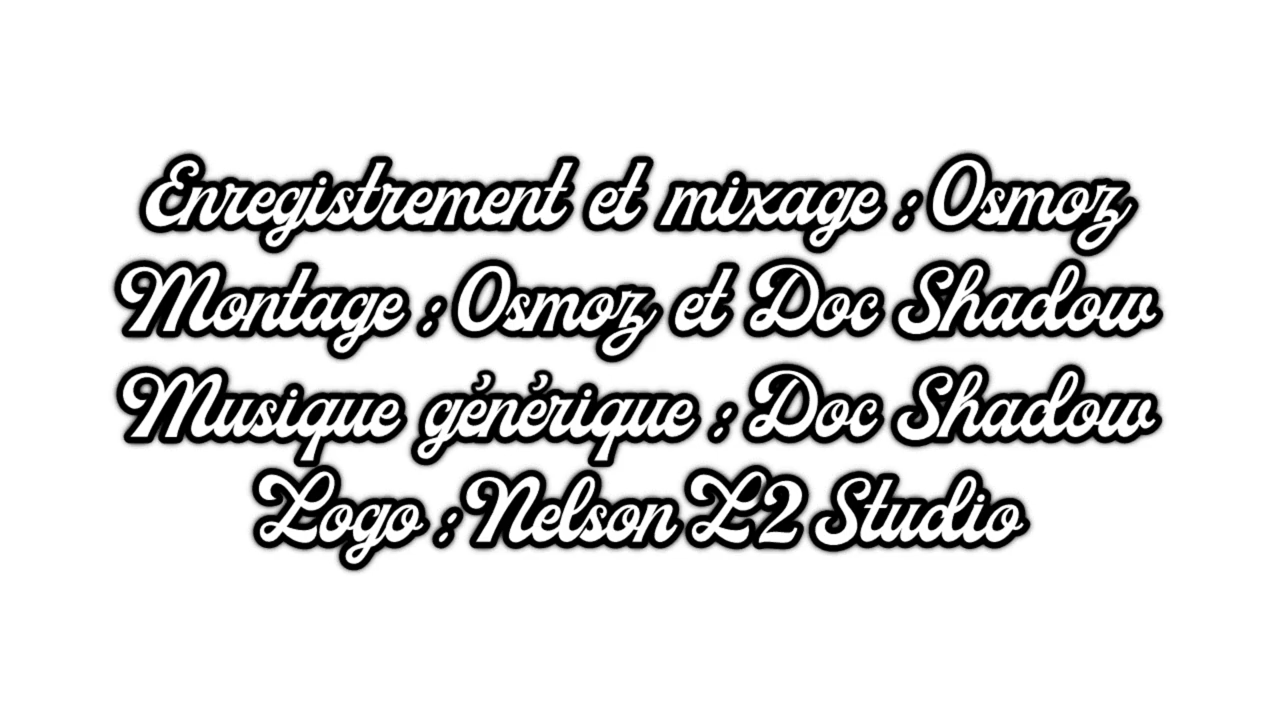 Enregistrement et mixage : Osmoz
Montage : Osmoz et Doc Shadow
Musique générique : Doc Shadow
Logo : Nelson L2 Studio